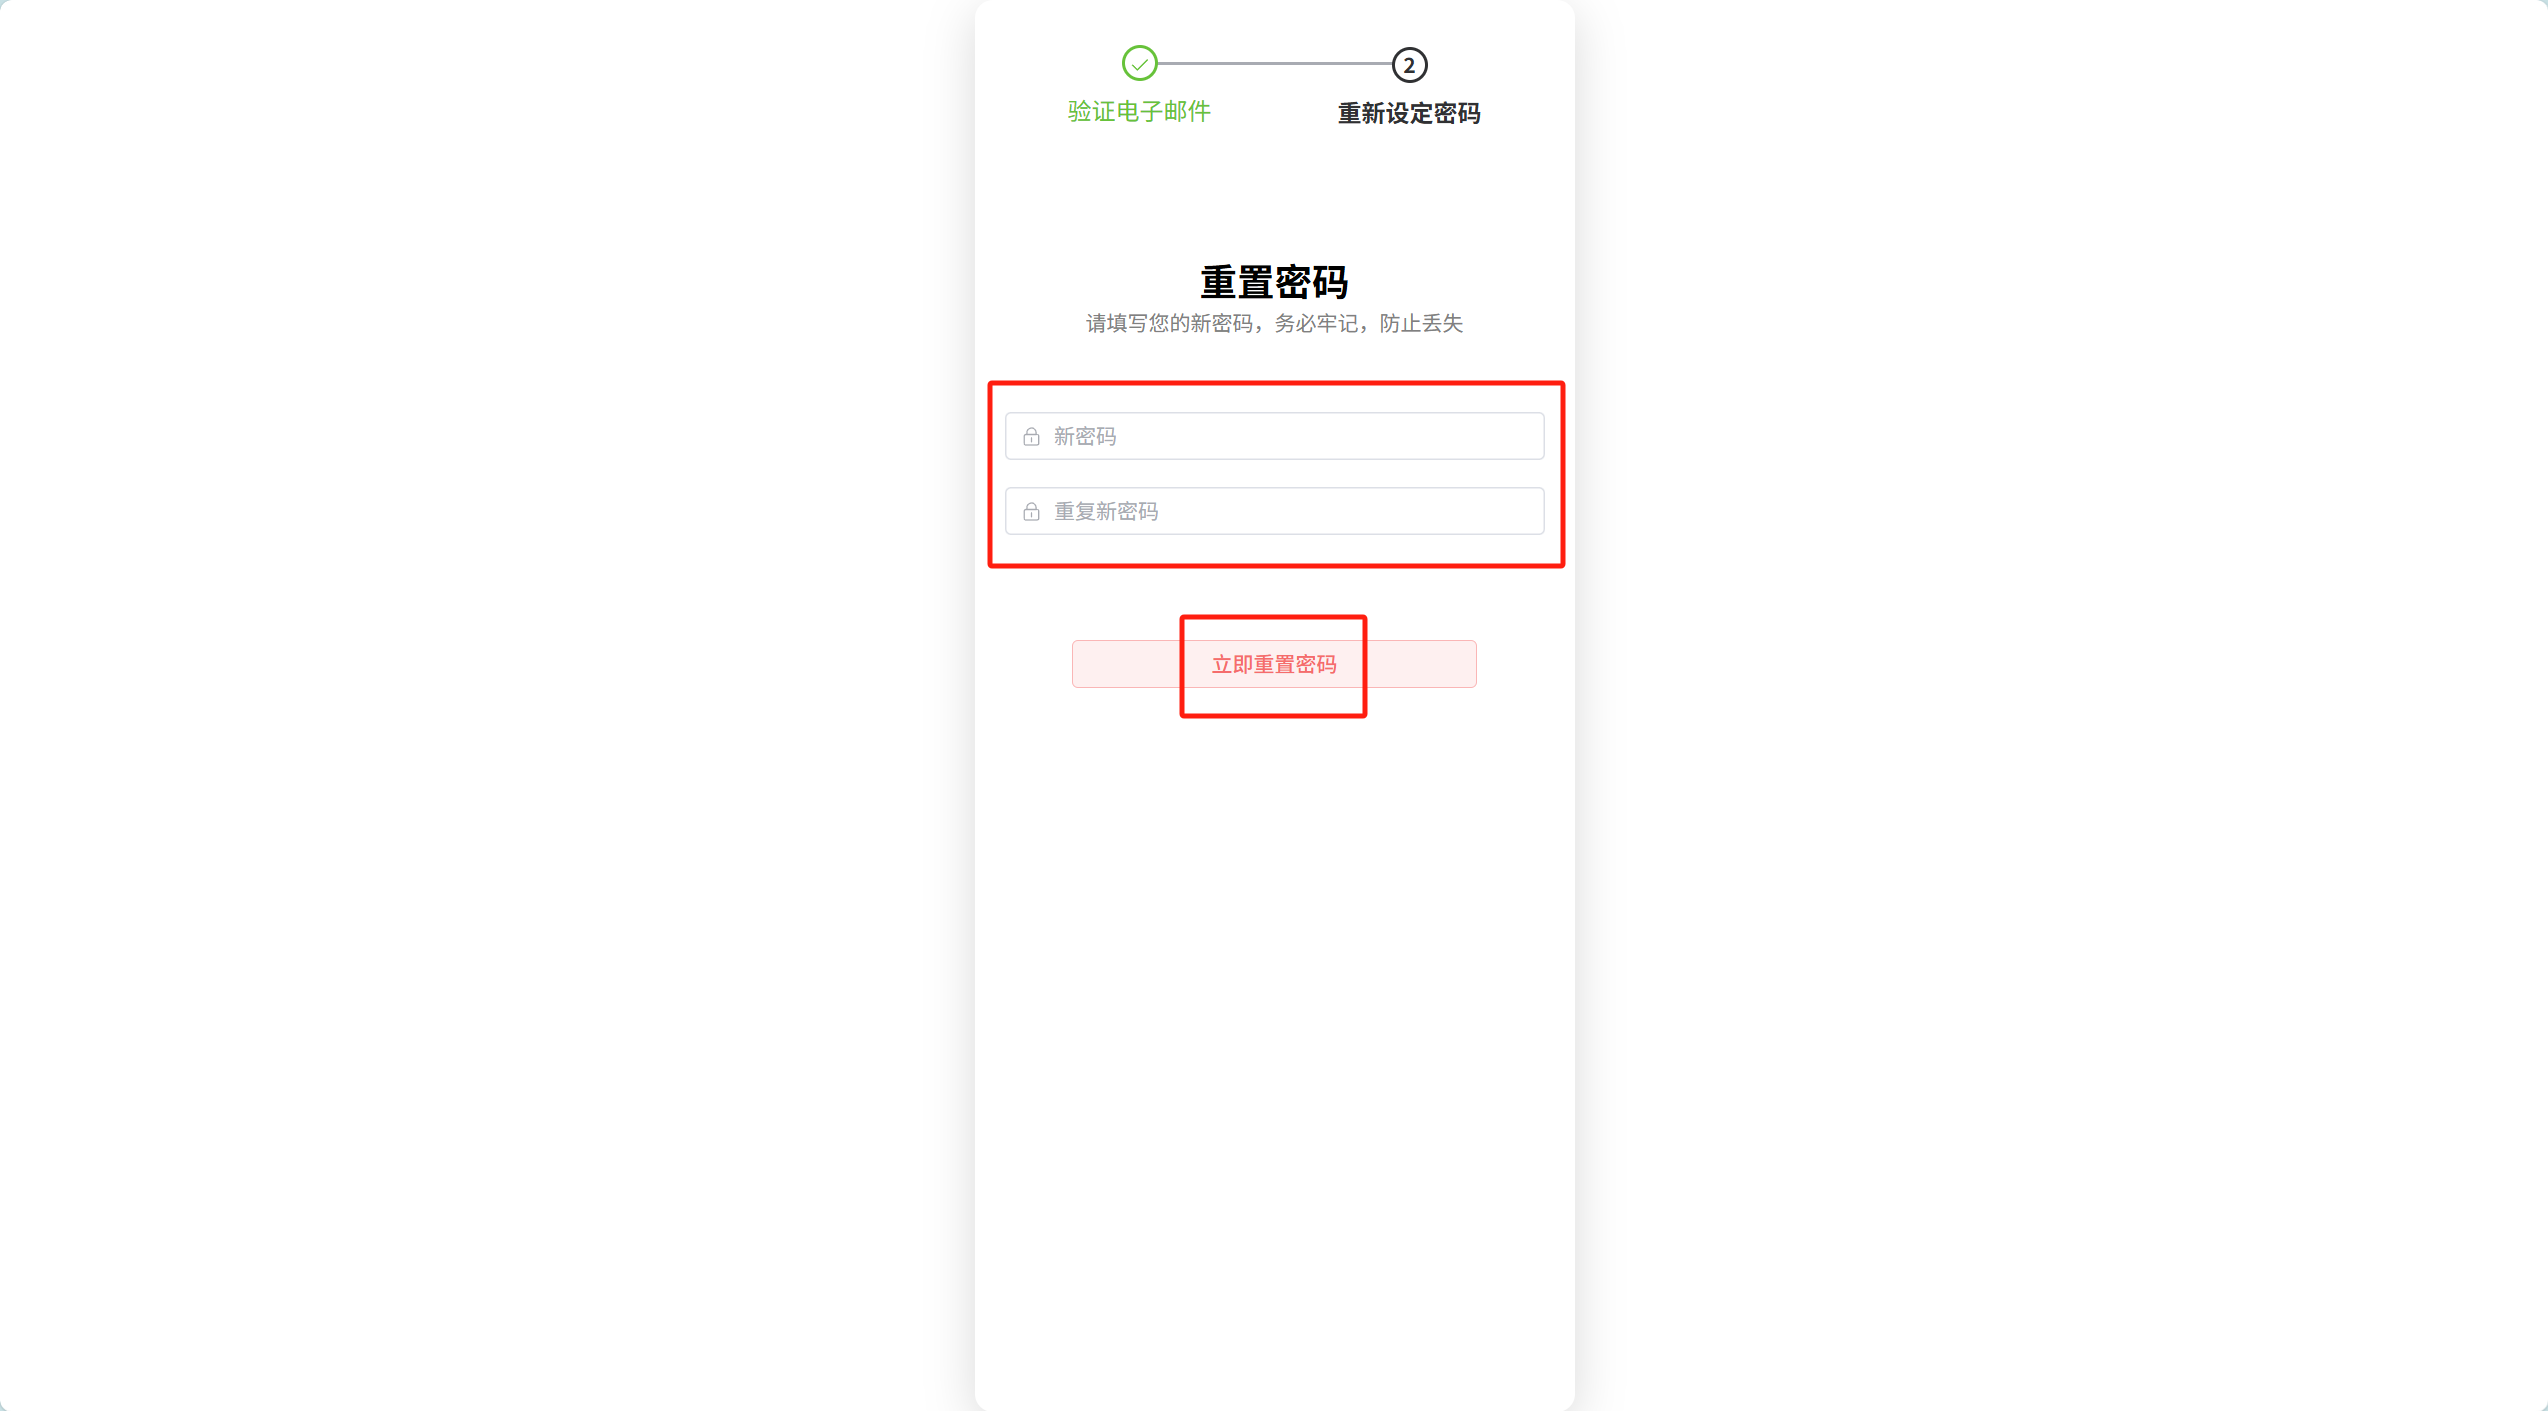 2
验证电子邮件
重新设定密码
重置密码
请填写您的新密码，务必牢记，防止丢失
新密码
重复新密码
立即重置密码